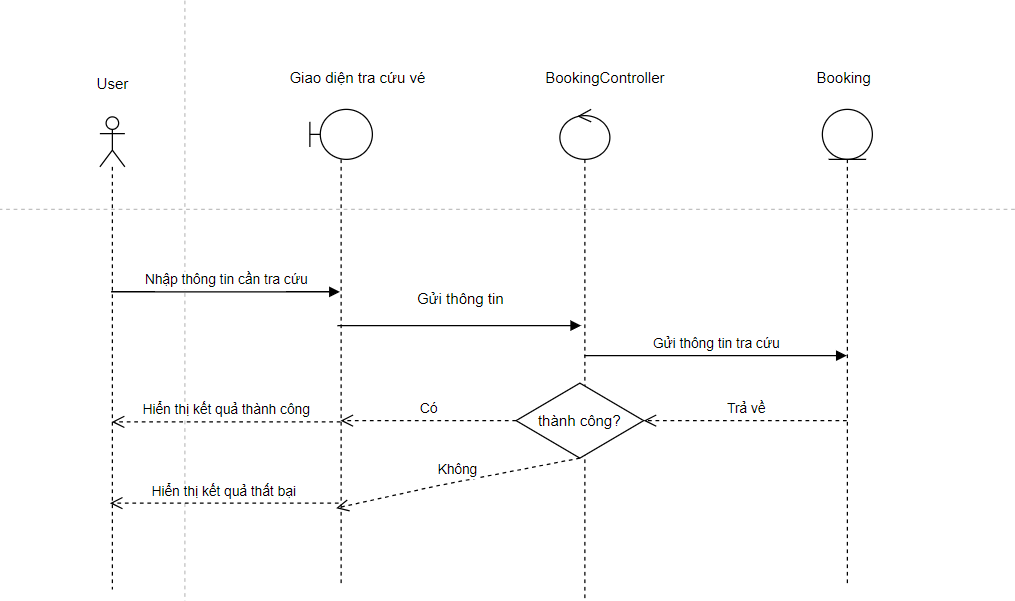 User
Giao diện tra cứu vé
BookingController
Booking
Nhập thông tin cần tra cứu
Gửi thông tin
Gửi thông tin tra cứu
Hiển thị kết quả thành công
Có
thành công?
Trả về
Không
Hiển thị kết quả thất bại